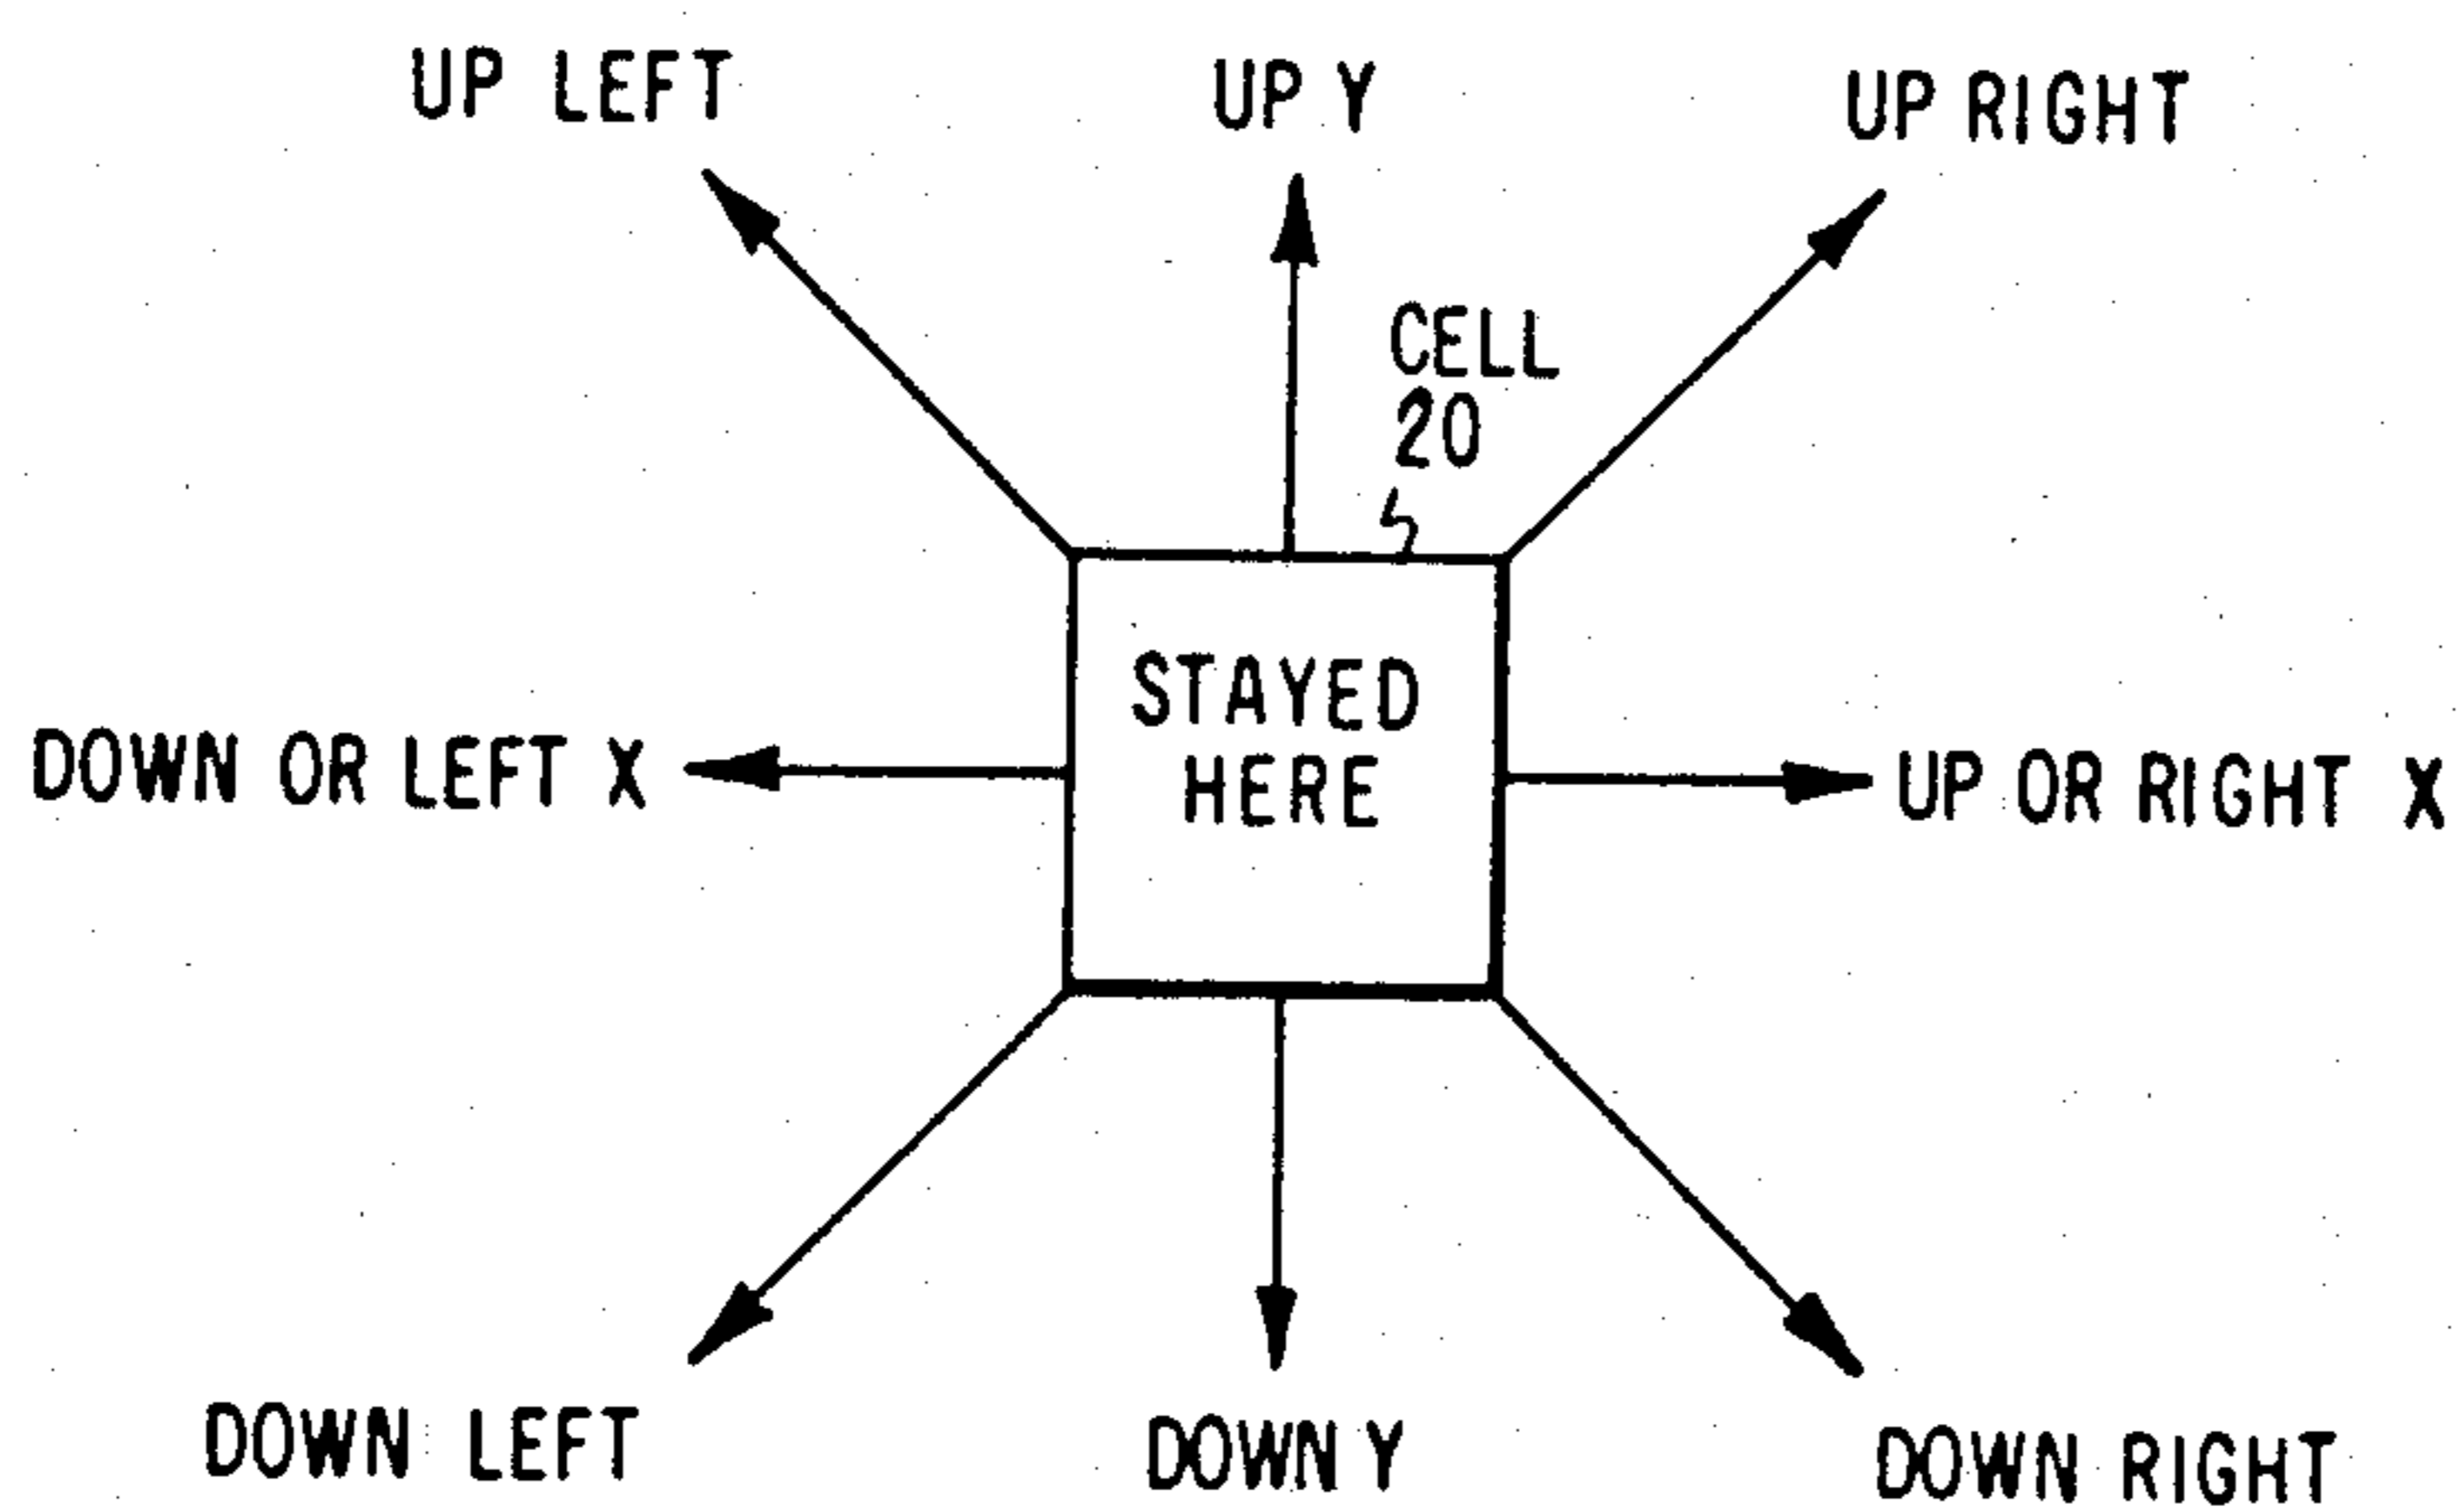 UP LEFT
UP Y
UP RIGHT
CELL
20
STAYED
HERE
DOWN OR LEFT X
UP OR RIGHT X
DOWN LEFT
DOWN Y
DOWN RIGHT